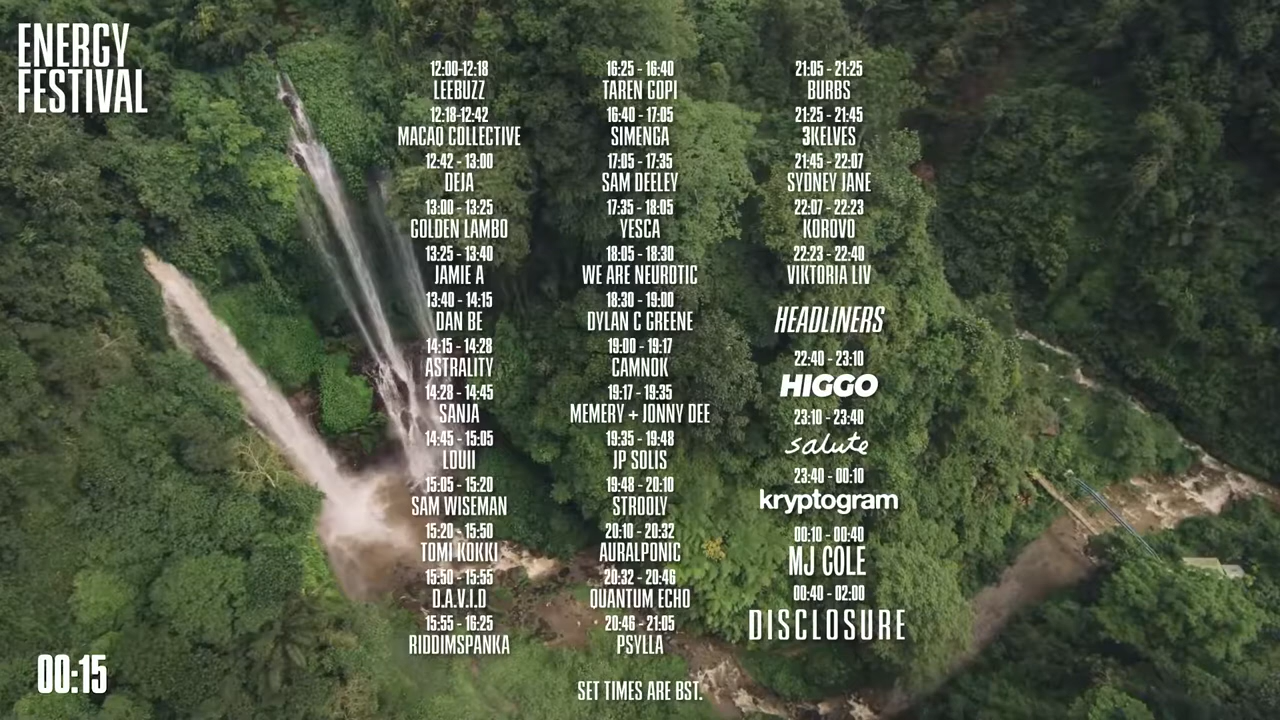 ENERGY
FESTIVAL
12:00-12:18
LEEBUZZ
12:18-12:42
MACAO COLLECTIVE
12:42 - 13:00
DEJA
13:00 - 13:25
GOLDEN LAMBO
13:25 - 13:40
JAMIE A
13:40 - 14:15
DAN BE
14:15 - 14:28
ASTRALITY
14:28 - 14:45
SANJA
14:45 - 15:05
LOUII
15:05 - 15:20
SAM WISEMAN
15:20 - 15:50
TOMI KOKKI
15:50 - 15:55
D.A.V.I.D
15:55 - 16:25
RIDDIMSPANKA
16:25 - 16:40
TAREN GOPI
16:40 - 17:05
SIMENGA
17:05 - 17:35
SAM DEELEY
17:35 - 18:05
YESCA
18:05 - 18:30
WE ARE NEUROTIC
18:30 - 19:00
DYLAN C GREENE
19:00 - 19:17
CAMNOK
19:17 - 19:35
MEMERY + JONNY DEE
19:35 - 19:48
JP SOLIS
19:48 - 20:10
STROOLY
20:10 - 20:32
AURALPONIC
20:32 - 20:46
QUANTUM ECHO
20:46 - 21:05
PSYLLA
21:05 - 21:25
BURBS
21:25 - 21:45
3KELVES
21:45 - 22:07
SYDNEY JANE
22:07 - 22:23
KOROVO
22:23 - 22:40
VIKTORIA LIV
HEADLINERS
22:40 - 23:10
HIGGO
23:10 - 23:40
salute
23:40 - 00:10
kryptogram
00:10 - 00:40
MJ COLE
00:40 - 02:00
DISCLOSURE
00:15
SET TIMES ARE BST.